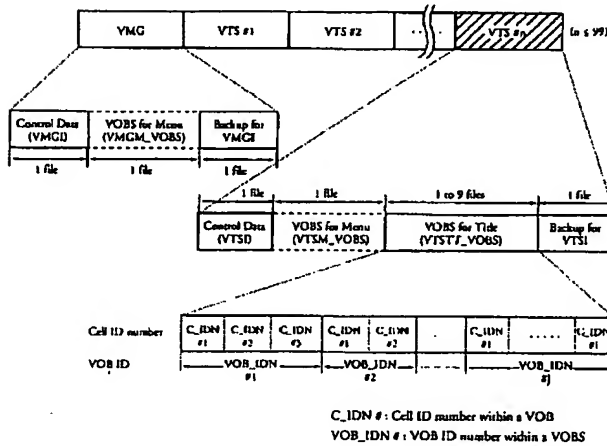 VMG VTS #1 VTS #2 ..... VTS #n (n ≤ 99)
Control Data (VMGI) VOBS for Menu (VMGM_VOBS) Backup for VMGI
1 file 1 file 1 file
1 file 1 file 1 to 9 files 1 file
Control Data (VTSI) VOBS for Menu (VTSM_VOBS) VOBS for Title (VTSTT_VOBS) Backup for VTSI
Cell ID number C_IDN #1 C_IDN #2 C_IDN #3 C_IDN #1 C_IDN #2 . C_IDN #1 ..... C_IDN #1
VOB ID VOB_IDN #1 VOB_IDN #2 VOB_IDN #j
C_IDN # : Cell ID number within a VOB
VOB_IDN # : VOB ID number within a VOBS